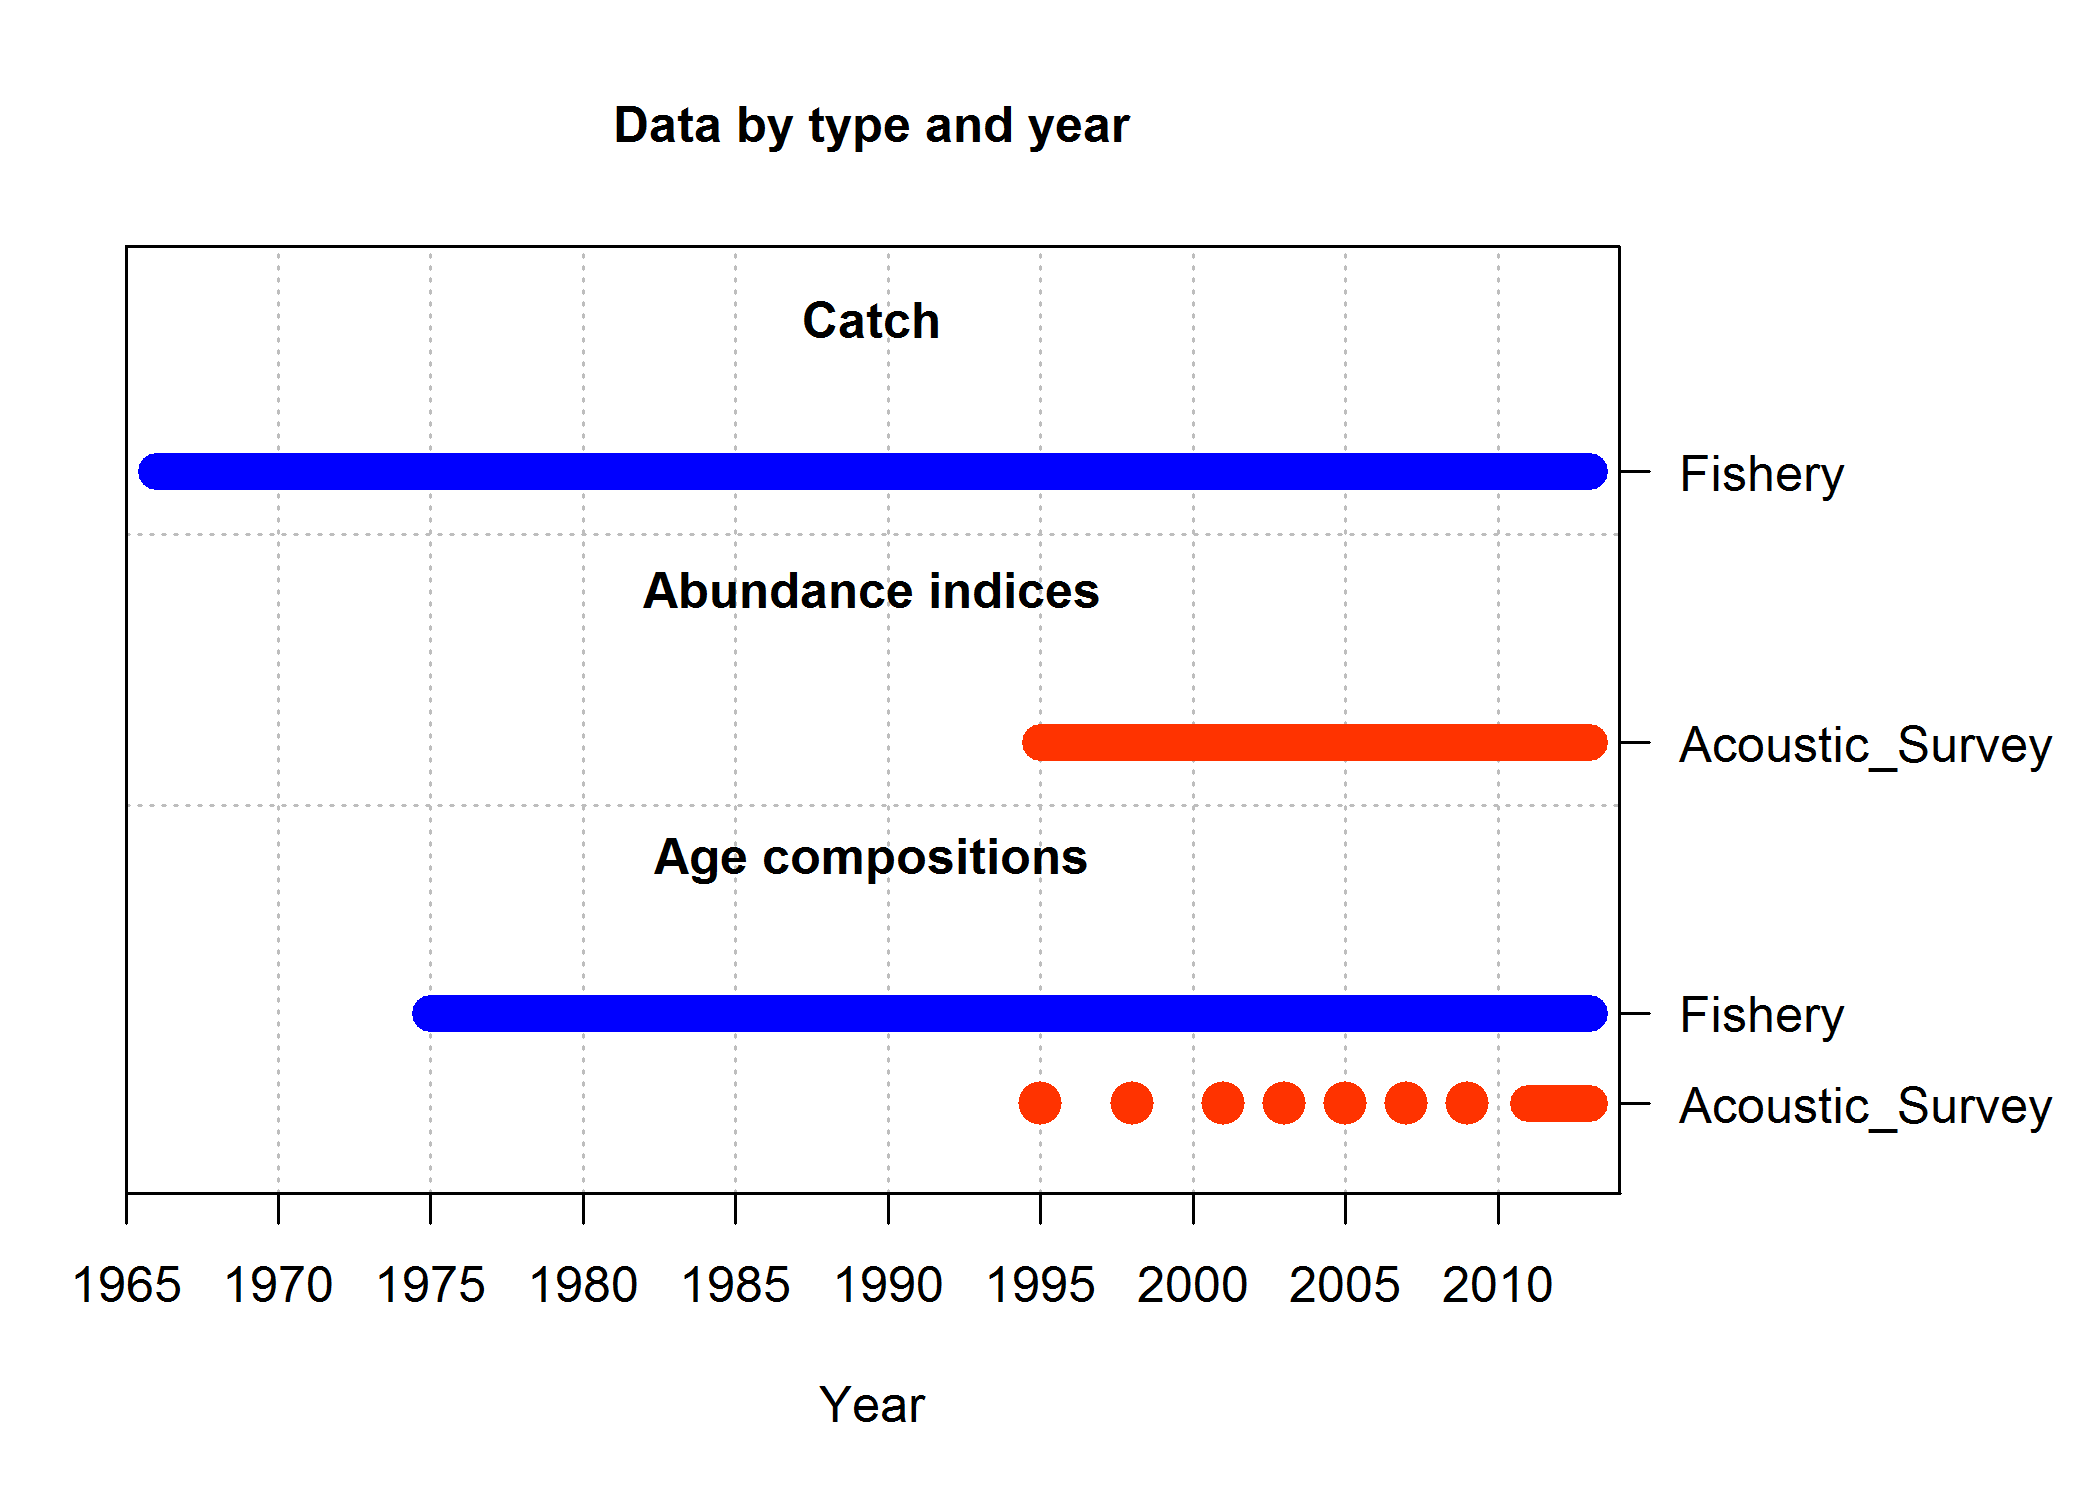 Data by type and year
Catch
Fishery
Abundance indices
Acoustic_Survey
Age compositions
Fishery
Acoustic_Survey
1965 1970 1975 1980 1985 1990 1995 2000 2005 2010
Year